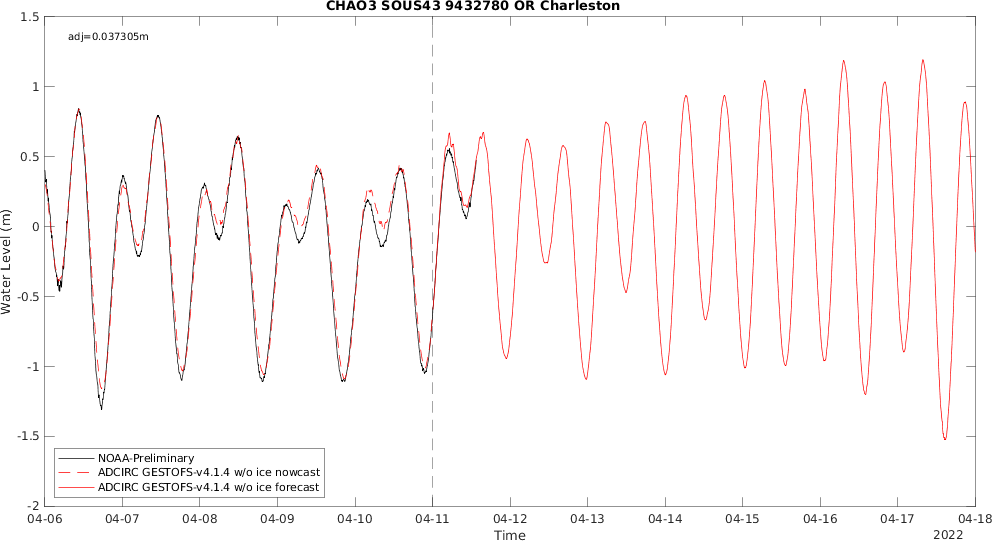 CHAO3 SOUS43 9432780 OR Charleston
adj=0.037305m
1.5
1
0.5
0
-0.5
-1
-1.5
-2
Water Level (m)
NOAA-Preliminary
ADCIRC GESTOFS-v4.1.4 w/o ice nowcast
ADCIRC GESTOFS-v4.1.4 w/o ice forecast
04-06 04-07 04-08 04-09 04-10 04-11 04-12 04-13 04-14 04-15 04-16 04-17 04-18
Time
2022